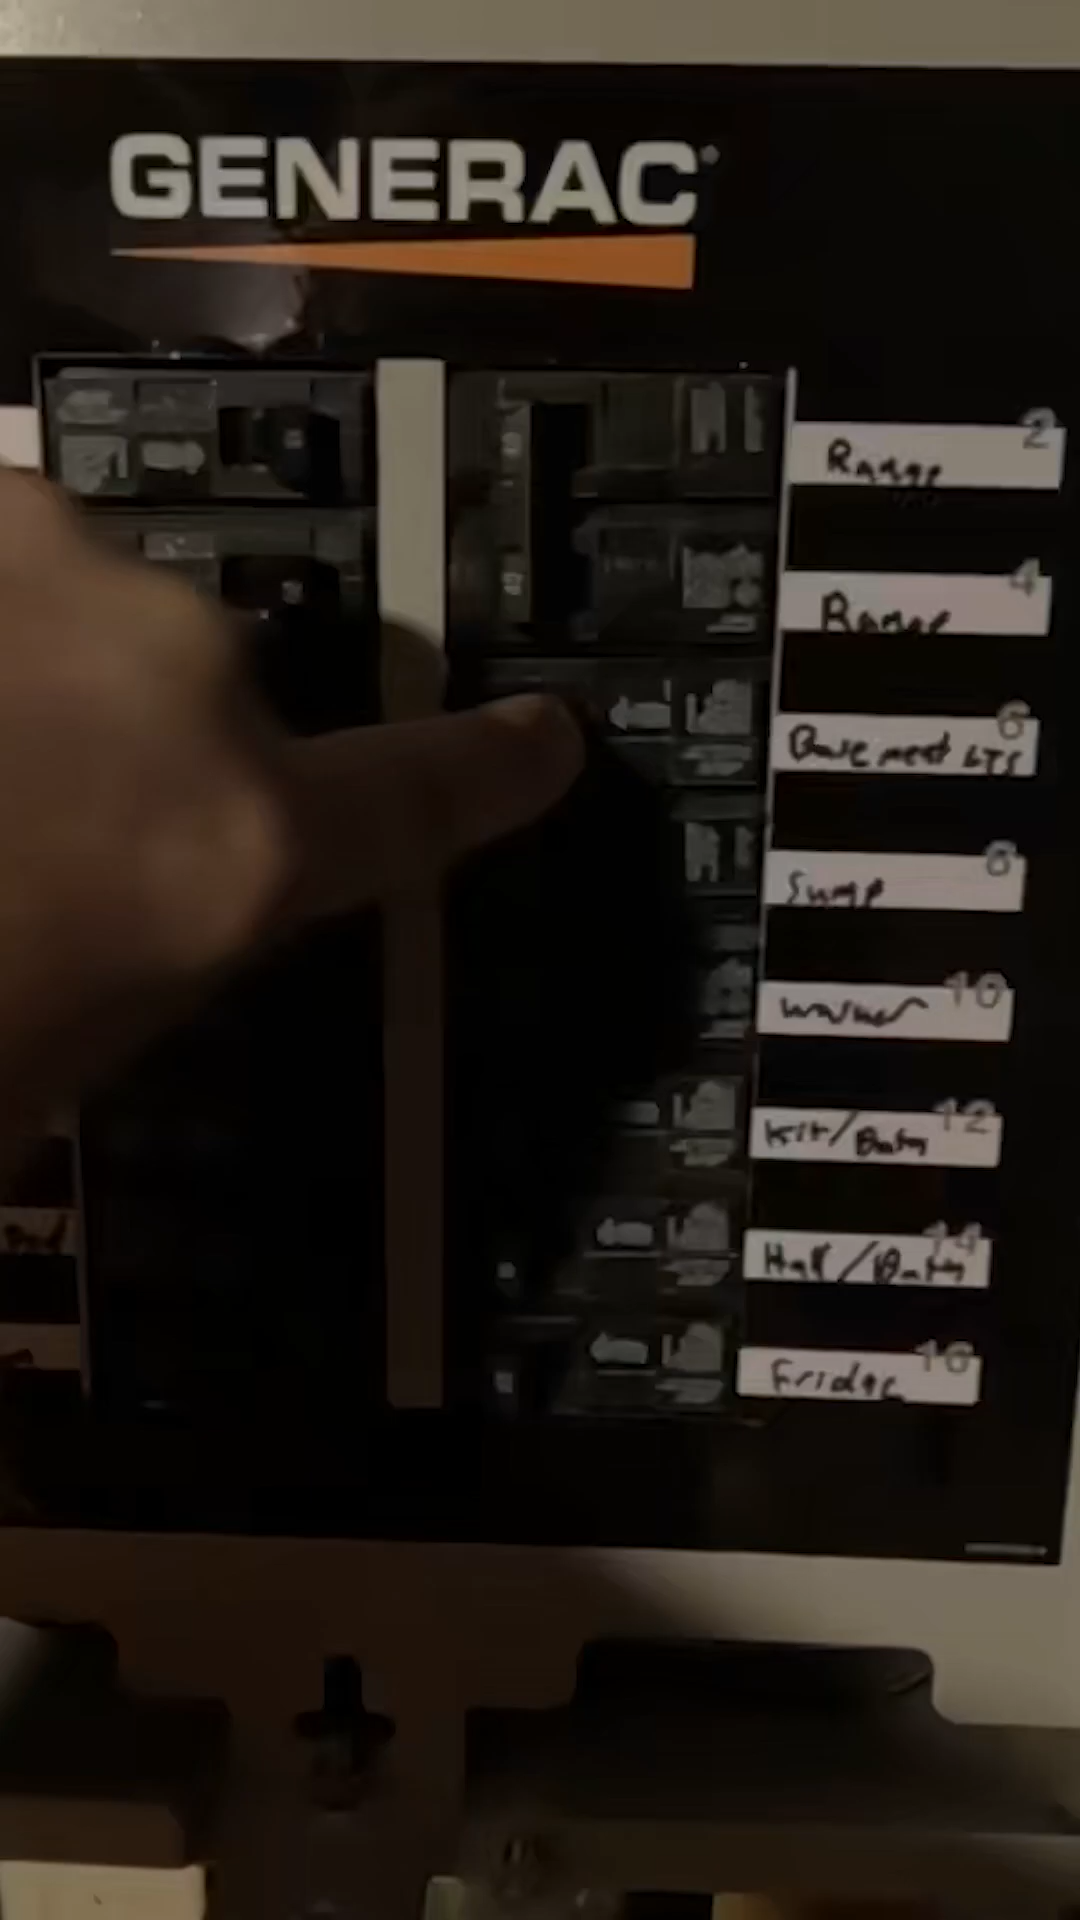 GENERAC
2
Range
4
Range
6
Basement LTS
8
Sump
10
washer
12
Kit/Bath
14
Hall/Bath
16
Fridge